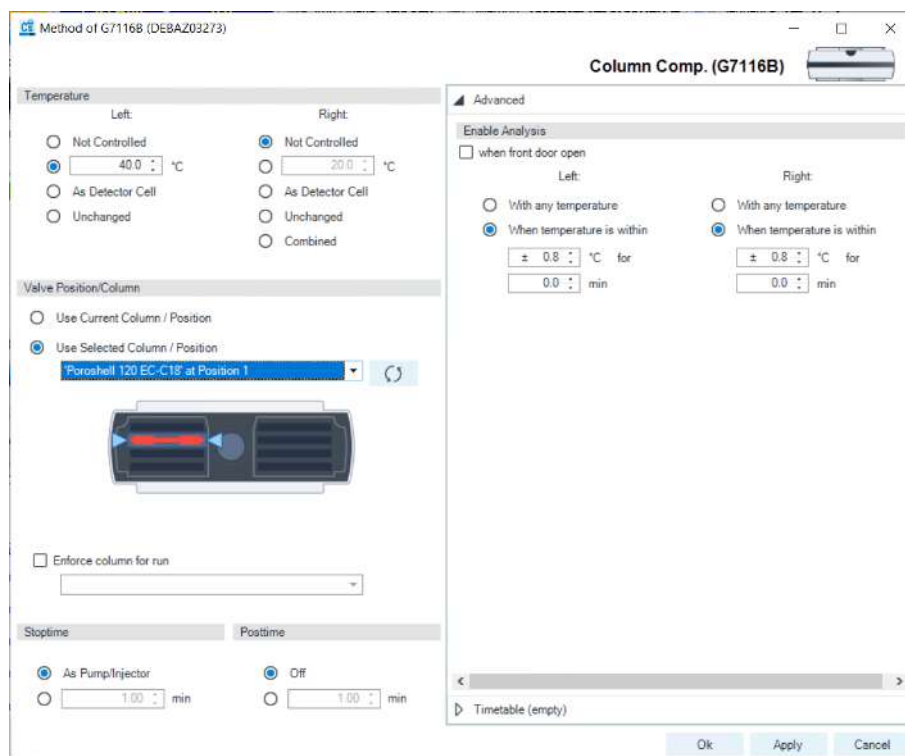 CE Method of G7116B (DEBAZ03273)
Column Comp. (G7116B)
Temperature
Left: Right:
Not Controlled Not Controlled
40.0 °C 20.0 °C
As Detector Cell As Detector Cell
Unchanged Unchanged
Combined
Valve Position/Column
Use Current Column / Position
Use Selected Column / Position
'Poroshell 120 EC-C18' at Position 1
Enforce column for run
Stoptime Posttime
As Pump/Injector Off
1.00 min 1.00 min
Advanced
Enable Analysis
when front door open
Left: Right:
With any temperature With any temperature
When temperature is within When temperature is within
± 0.8 °C for ± 0.8 °C for
0.0 min 0.0 min
Timetable (empty)
Ok Apply Cancel